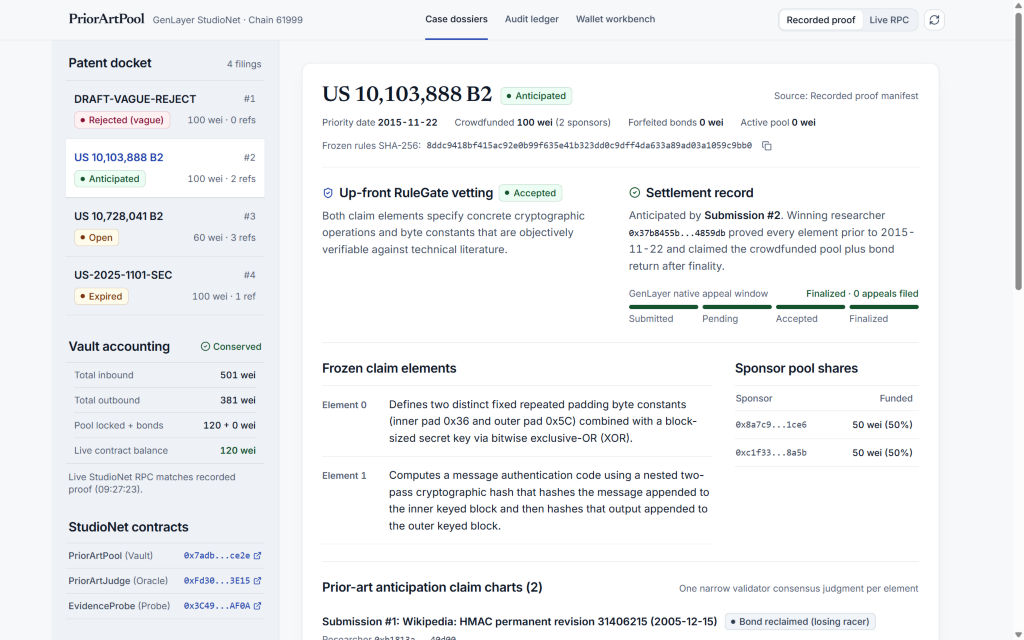 PriorArtPool GenLayer StudioNet · Chain 61999
Case dossiers Audit ledger Wallet workbench
Recorded proof Live RPC
Patent docket 4 filings
DRAFT-VAGUE-REJECT #1
Rejected (vague) 100 wei · 0 refs
US 10,103,888 B2 #2
Anticipated 100 wei · 2 refs
US 10,728,041 B2 #3
Open 60 wei · 3 refs
US-2025-1101-SEC #4
Expired 100 wei · 1 ref
Vault accounting Conserved
Total inbound 501 wei
Total outbound 381 wei
Pool locked + bonds 120 + 0 wei
Live contract balance 120 wei
Live StudioNet RPC matches recorded
proof (09:27:23).
StudioNet contracts
PriorArtPool (Vault) 0x7adb...ce2e
PriorArtJudge (Oracle) 0xFd30...3E15
EvidenceProbe (Probe) 0x3C49...AF0A
US 10,103,888 B2 Anticipated
Source: Recorded proof manifest
Priority date 2015-11-22 Crowdfunded 100 wei (2 sponsors) Forfeited bonds 0 wei Active pool 0 wei
Frozen rules SHA-256: 8ddc9418bf415ac92e0b99f635e41b323dd0c9dff4da633a89ad03a1059c9bb0
Up-front RuleGate vetting Accepted
Both claim elements specify concrete cryptographic
operations and byte constants that are objectively
verifiable against technical literature.
Settlement record
Anticipated by Submission #2. Winning researcher
0x37b8455b...4859db proved every element prior to 2015-
11-22 and claimed the crowdfunded pool plus bond
return after finality.
GenLayer native appeal window Finalized · 0 appeals filed
Submitted Pending Accepted Finalized
Frozen claim elements
Element 0 Defines two distinct fixed repeated padding byte constants
(inner pad 0x36 and outer pad 0x5C) combined with a block-
sized secret key via bitwise exclusive-OR (XOR).
Element 1 Computes a message authentication code using a nested two-
pass cryptographic hash that hashes the message appended to
the inner keyed block and then hashes that output appended to
the outer keyed block.
Sponsor pool shares
Sponsor Funded
0x8a7c9...1ce6 50 wei (50%)
0xc1f33...8a5b 50 wei (50%)
Prior-art anticipation claim charts (2) One narrow validator consensus judgment per element
Submission #1: Wikipedia: HMAC permanent revision 31406215 (2005-12-15) Bond reclaimed (losing racer)
Researcher